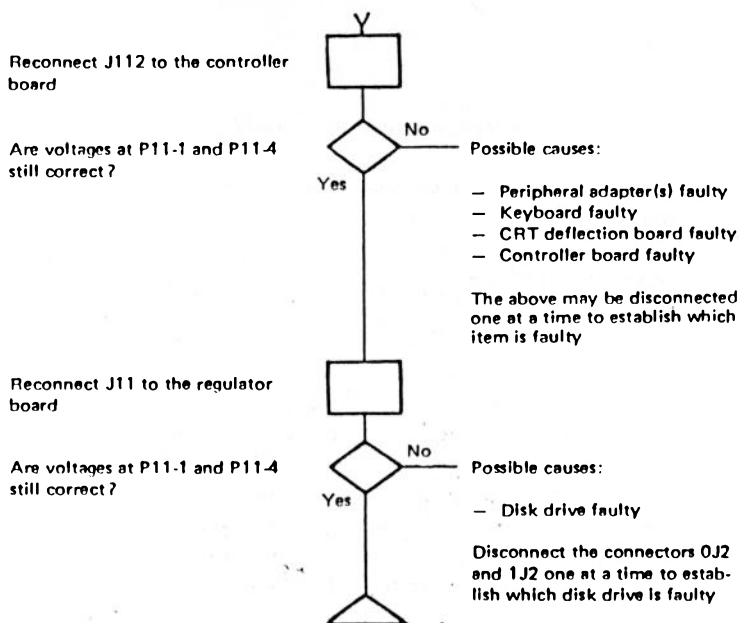 Y
Reconnect J112 to the controller
board
Are voltages at P11-1 and P11-4
still correct?
No
Yes
Possible causes:
— Peripheral adapter(s) faulty
— Keyboard faulty
— CRT deflection board faulty
— Controller board faulty
The above may be disconnected
one at a time to establish which
item is faulty
Reconnect J11 to the regulator
board
Are voltages at P11-1 and P11-4
still correct?
No
Yes
Possible causes:
— Disk drive faulty
Disconnect the connectors 0J2
and 1J2 one at a time to estab-
lish which disk drive is faulty